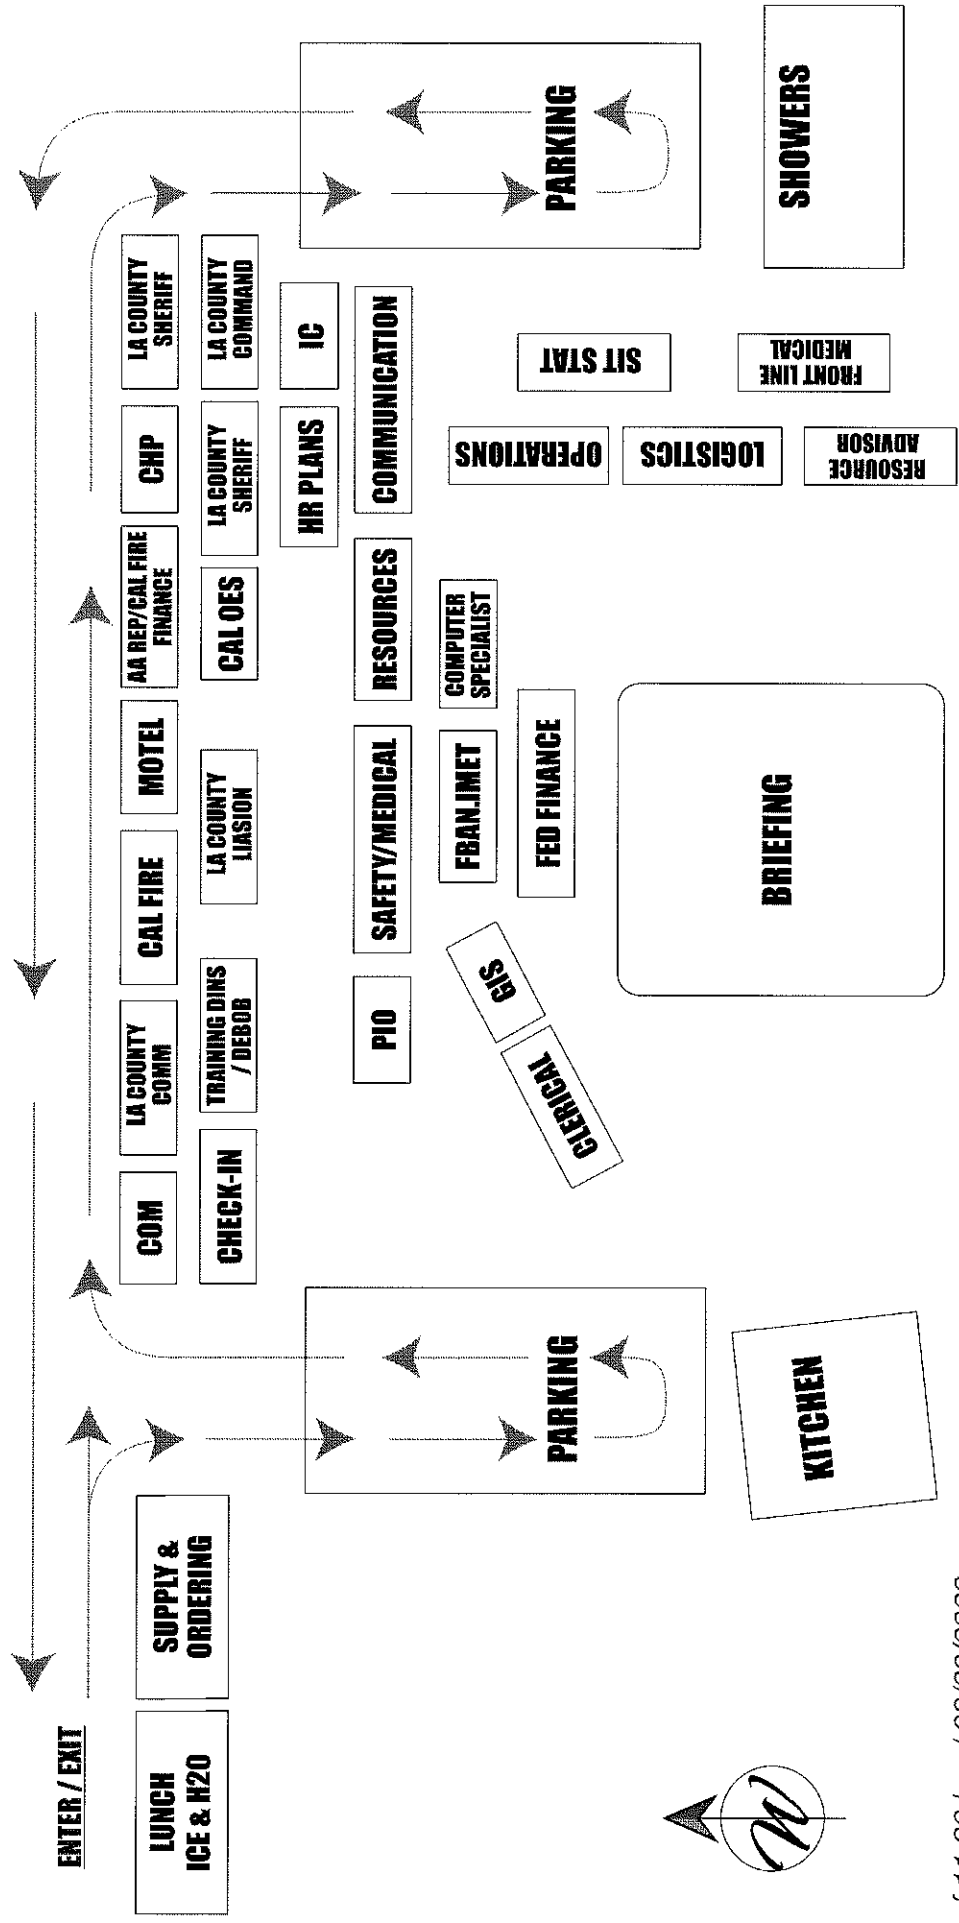 ENTER / EXIT
LUNCH
ICE & H2O
SUPPLY &
ORDERING
COM
LA COUNTY
COMM
CAL FIRE
MOTEL
AA REP/CAL FIRE
FINANCE
CHP
LA COUNTY
SHERIFF
CHECK-IN
TRAINING DINS
/ DEBOB
LA COUNTY
LIASION
CAL OES
LA COUNTY
SHERIFF
LA COUNTY
COMMAND
HR PLANS
IC
PIO
SAFETY/MEDICAL
RESOURCES
COMMUNICATION
FBAN.IMET
COMPUTER
SPECIALIST
GIS
CLERICAL
FED FINANCE
OPERATIONS
SIT STAT
LOGISTICS
FRONT LINE
MEDICAL
RESOURCE
ADVISOR
PARKING
PARKING
BRIEFING
KITCHEN
SHOWERS